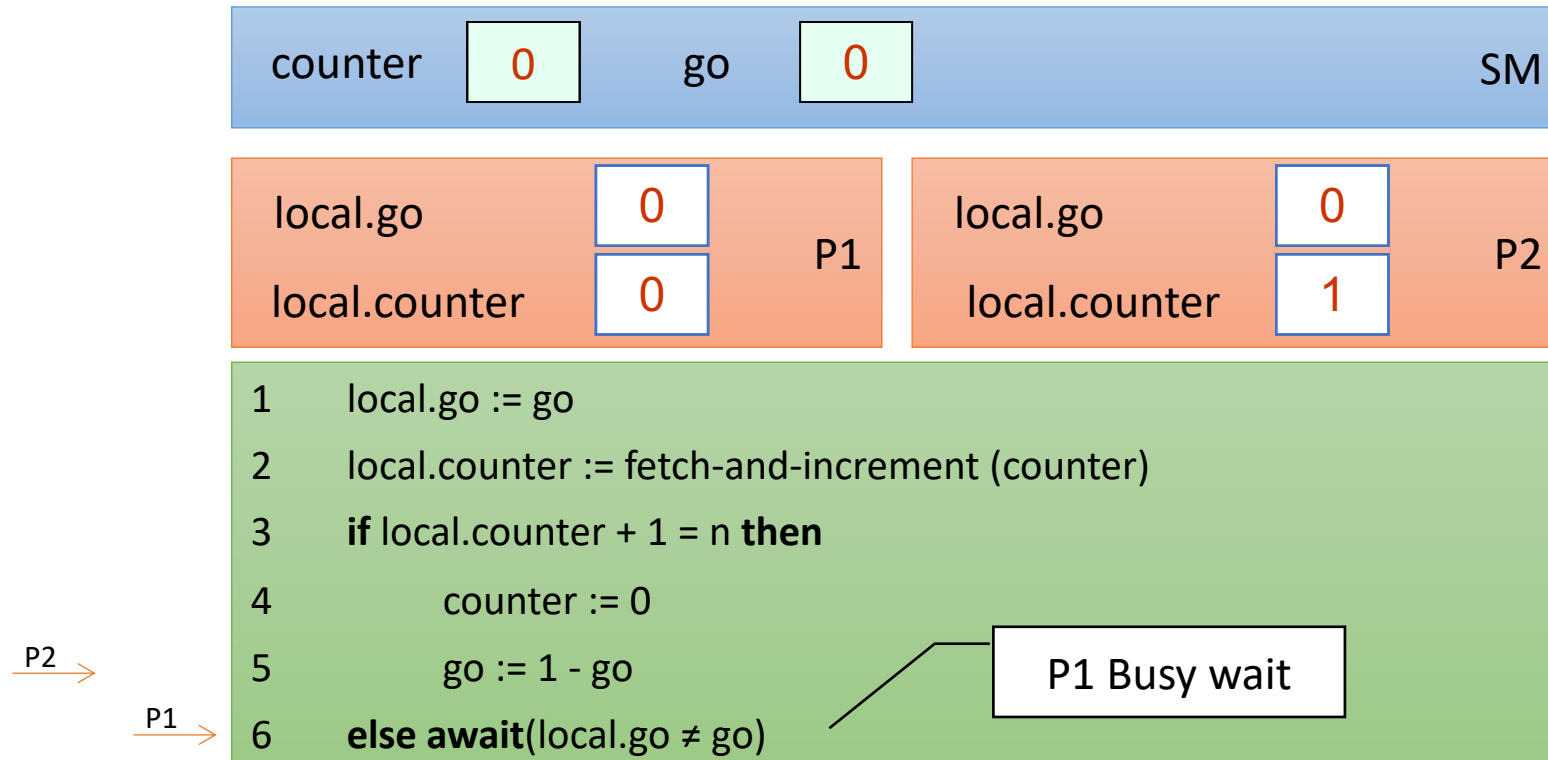 counter 0 go 0 SM
local.go 0 local.go 0
P1 P2
local.counter 0 local.counter 1
1 local.go := go
2 local.counter := fetch-and-increment (counter)
3 if local.counter + 1 = n then
4 counter := 0
P2 5 go := 1 - go P1 Busy wait
P1 6 else await(local.go ≠ go)